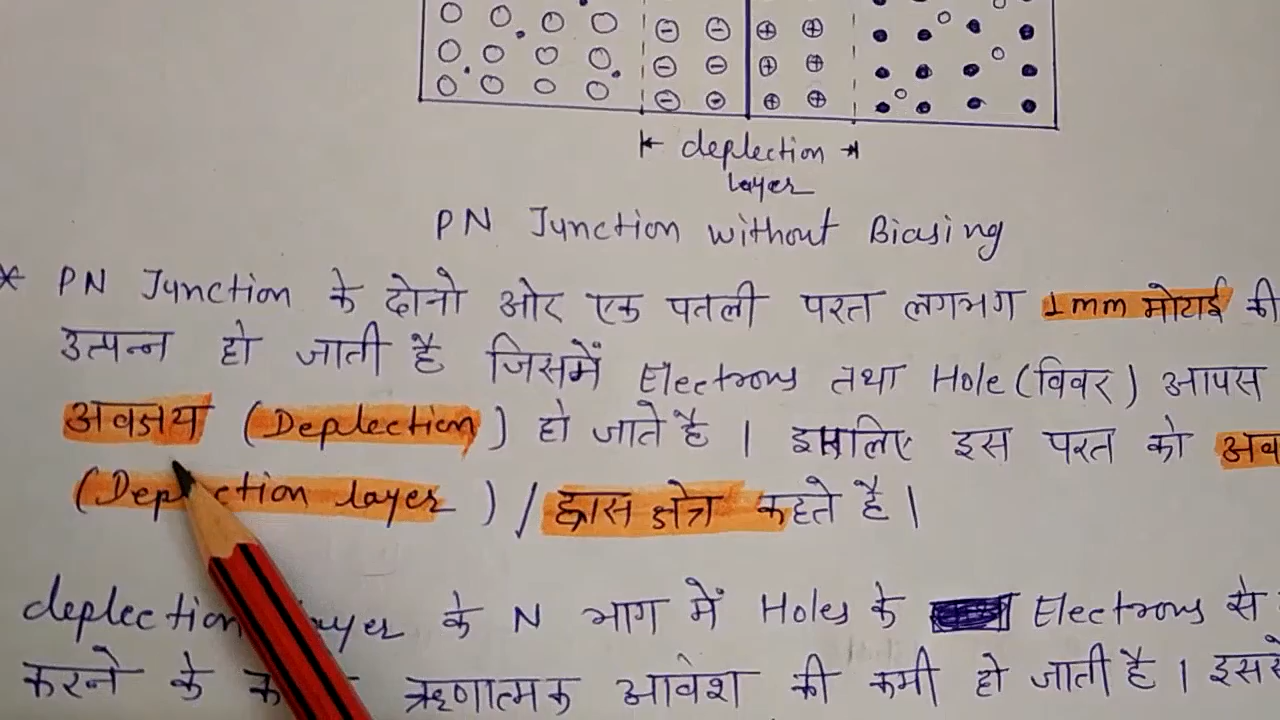 deplection
layer
PN Junction without Biasing
* PN Junction के दोनो ओर एक पतली परत लगभग 1mm मोटाई की
उत्पन्न हो जाती है जिसमें Electrons तथा Hole (विवर) आपस
अवक्षय (Deplection) हो जाते है । इसलिए इस परत को अव
(Deplection layer) / ह्रास क्षेत्र कहते है ।
deplection layer के N भाग में Holes के Electrons से
करने के ऋणात्मक आवेश की कमी हो जाती है । इससे